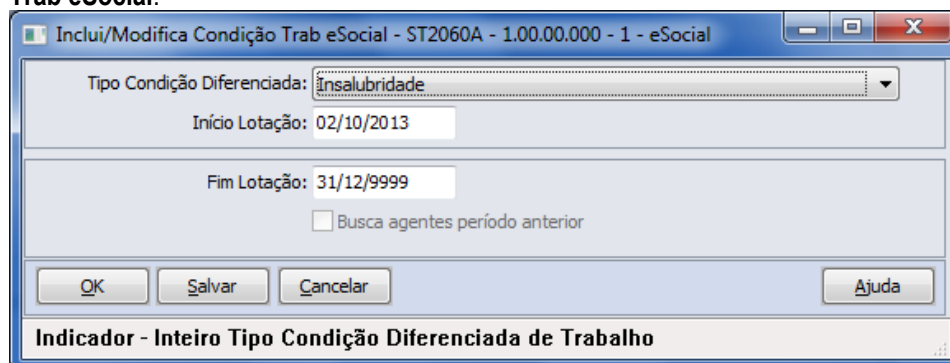 Trab eSocial.
Inclui/Modifica Condição Trab eSocial - ST2060A - 1.00.00.000 - 1 - eSocial
Tipo Condição Diferenciada: Insalubridade
Início Lotação: 02/10/2013
Fim Lotação: 31/12/9999
Busca agentes período anterior
OK Salvar Cancelar Ajuda
Indicador - Inteiro Tipo Condição Diferenciada de Trabalho